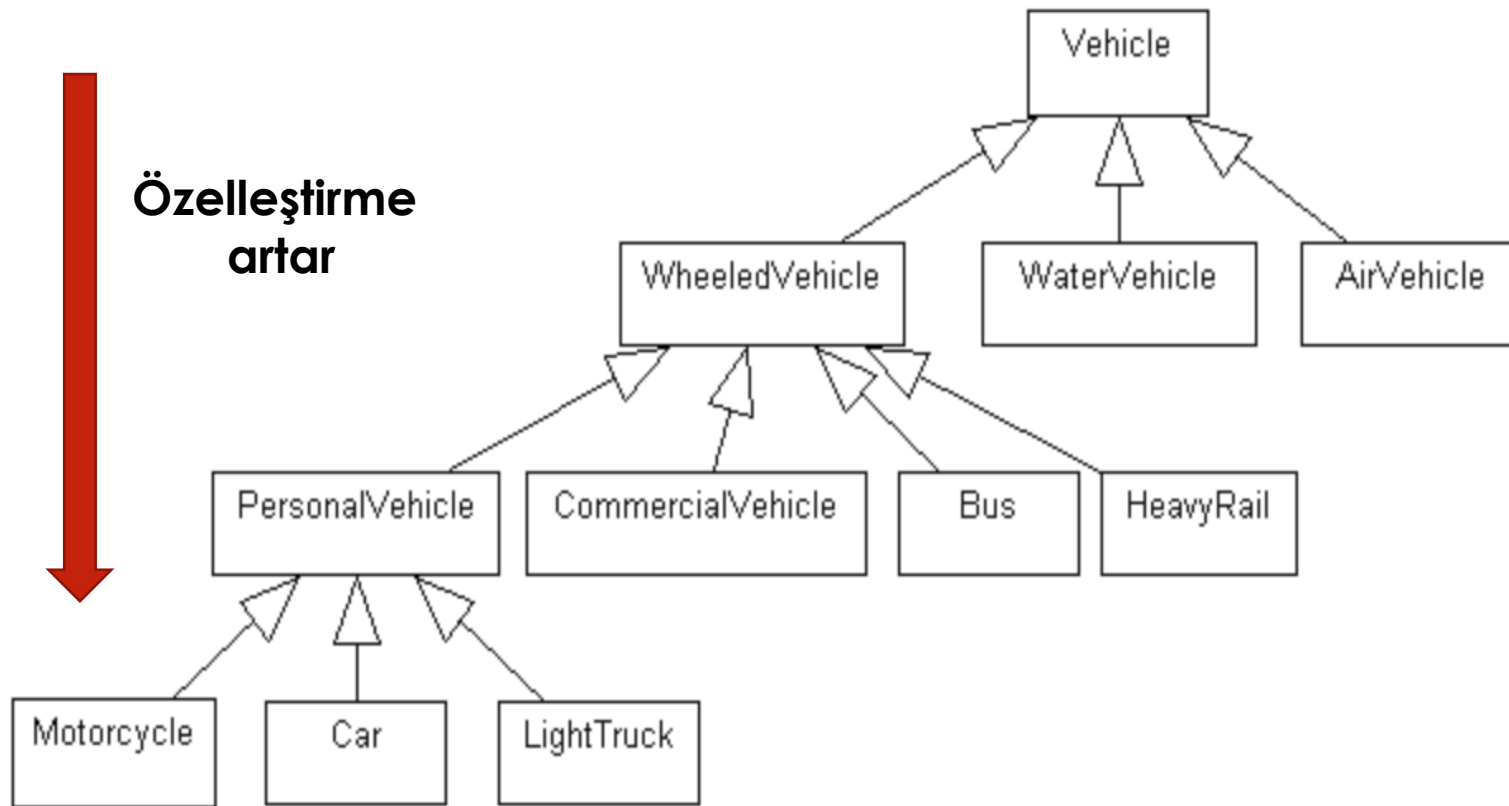 Vehicle
Özelleştirme
artar
WheeledVehicle
WaterVehicle
AirVehicle
PersonalVehicle
CommercialVehicle
Bus
HeavyRail
Motorcycle
Car
LightTruck